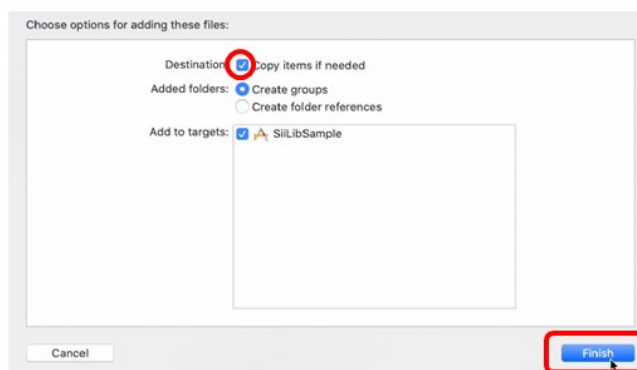 Choose options for adding these files:
Destination: Copy items if needed
Added folders: Create groups
Create folder references
Add to targets: SiiLibSample
Cancel Finish